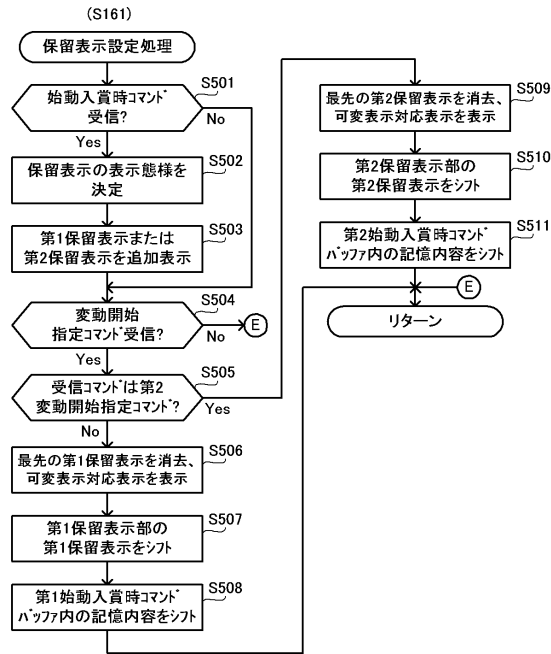 (S161)
保留表示設定処理
S501
始動入賞時コマンド
受信?
No
Yes
S502
保留表示の表示態様を
決定
S503
第1保留表示または
第2保留表示を追加表示
S504
変動開始
指定コマンド受信?
No
E
Yes
S505
受信コマンドは第2
変動開始指定コマンド?
Yes
No
S506
最先の第1保留表示を消去、
可変表示対応表示を表示
S507
第1保留表示部の
第1保留表示をシフト
S508
第1始動入賞時コマンド
バッファ内の記憶内容をシフト
S509
最先の第2保留表示を消去、
可変表示対応表示を表示
S510
第2保留表示部の
第2保留表示をシフト
S511
第2始動入賞時コマンド
バッファ内の記憶内容をシフト
E
リターン